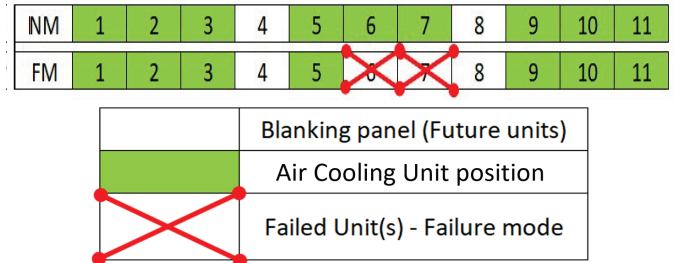 NM 1 2 3 4 5 6 7 8 9 10 11
FM 1 2 3 4 5 6 7 8 9 10 11
Blanking panel (Future units)
Air Cooling Unit position
Failed Unit(s) - Failure mode